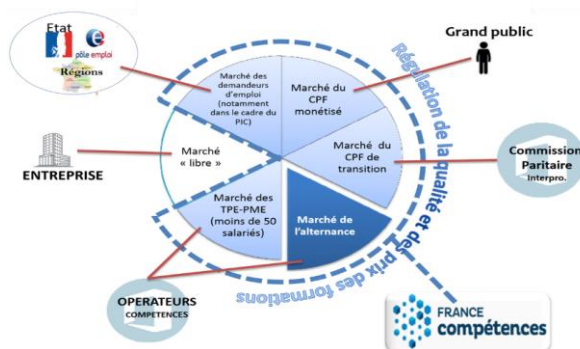 Etat
pôle emploi
Régions
Grand public
Marché des
demandeurs
d'emploi
(notamment
dans le cadre du
PIC)
Marché du
CPF
monétisé
Régulation de la qualité et des prix des formations
Marché
« libre »
ENTREPRISE
Marché du
CPF de
transition
Commission
Paritaire
Interpro.
Marché des
TPE-PME
(moins de 50
salariés)
Marché de
l'alternance
OPERATEURS
COMPETENCES
FRANCE
compétences